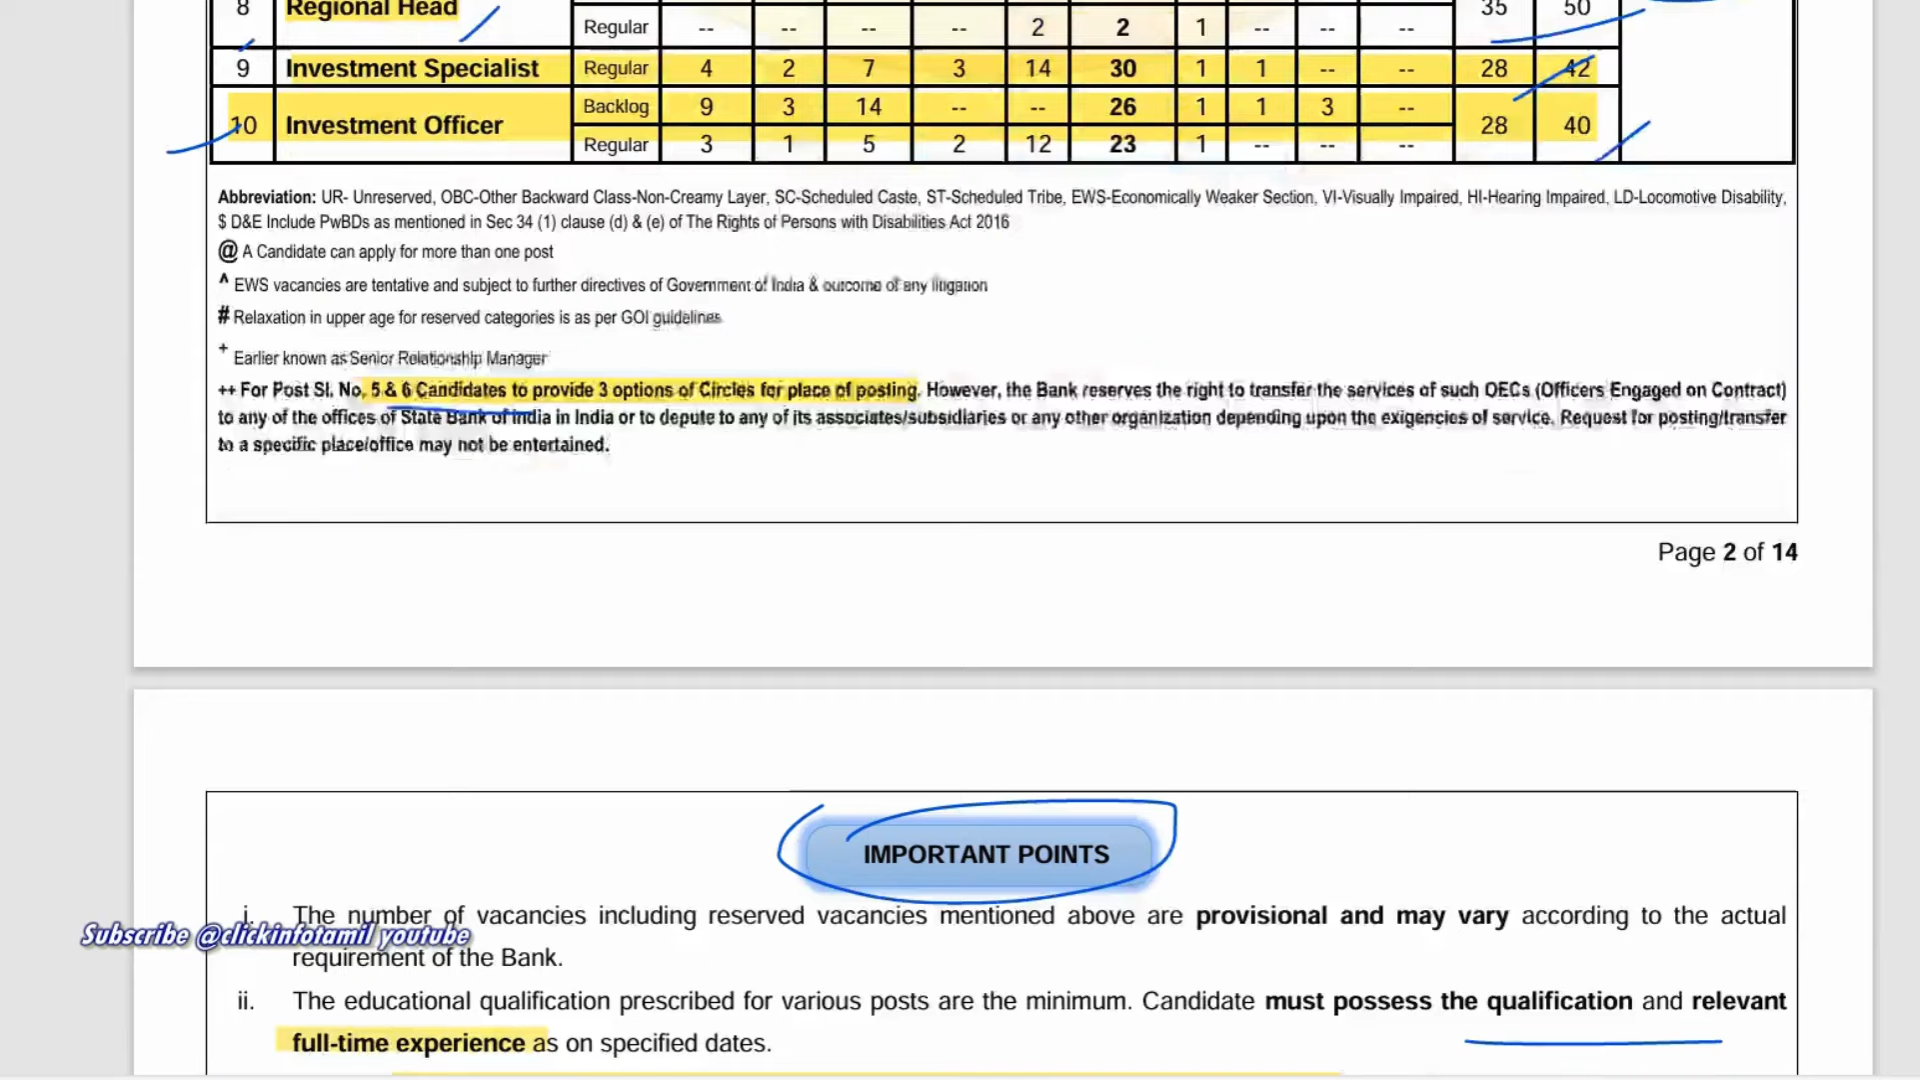 8 Regional Head 35 50
Regular -- -- -- -- 2 2 1 -- -- --
9 Investment Specialist Regular 4 2 7 3 14 30 1 1 -- -- 28 42
10 Investment Officer Backlog 9 3 14 -- -- 26 1 1 3 -- 28 40
Regular 3 1 5 2 12 23 1 -- -- --
Abbreviation: UR- Unreserved, OBC-Other Backward Class-Non-Creamy Layer, SC-Scheduled Caste, ST-Scheduled Tribe, EWS-Economically Weaker Section, VI-Visually Impaired, HI-Hearing Impaired, LD-Locomotive Disability,
$ D&E Include PwBDs as mentioned in Sec 34 (1) clause (d) & (e) of The Rights of Persons with Disabilities Act 2016
@ A Candidate can apply for more than one post
^ EWS vacancies are tentative and subject to further directives of Government of India & outcome of any litigation
# Relaxation in upper age for reserved categories is as per GOI guidelines
+ Earlier known as Senior Relationship Manager
++ For Post Sl. No. 5 & 6 Candidates to provide 3 options of Circles for place of posting. However, the Bank reserves the right to transfer the services of such OECs (Officers Engaged on Contract)
to any of the offices of State Bank of India in India or to depute to any of its associates/subsidiaries or any other organization depending upon the exigencies of service. Request for posting/transfer
to a specific place/office may not be entertained.
Page 2 of 14
IMPORTANT POINTS
i. The number of vacancies including reserved vacancies mentioned above are provisional and may vary according to the actual
Subscribe @clickinfotamil youtube
requirement of the Bank.
ii. The educational qualification prescribed for various posts are the minimum. Candidate must possess the qualification and relevant
full-time experience as on specified dates.